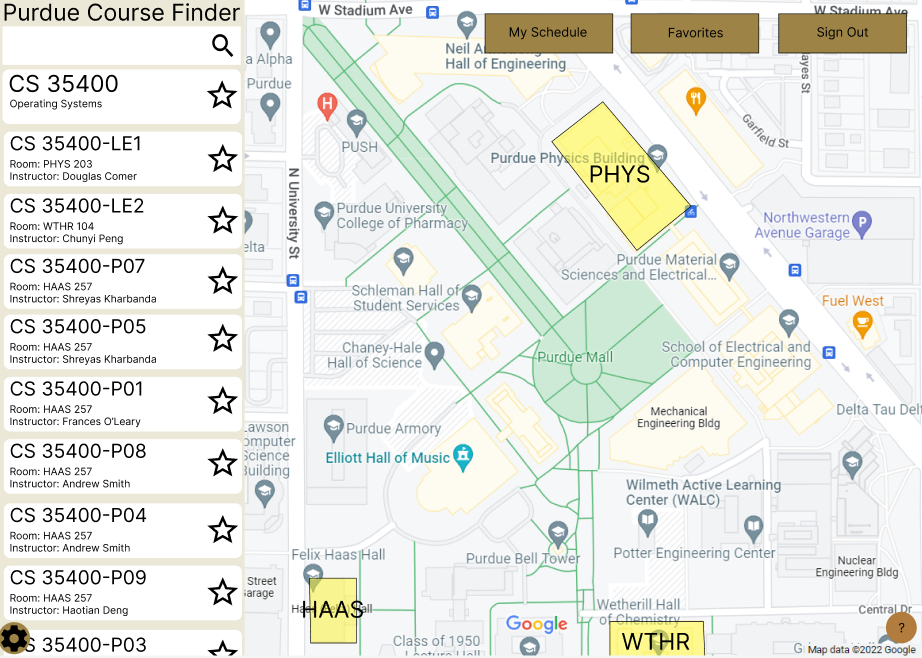 Purdue Course Finder
CS 35400
Operating Systems
CS 35400-LE1
Room: PHYS 203
Instructor: Douglas Comer
CS 35400-LE2
Room: WTHR 104
Instructor: Chunyi Peng
CS 35400-P07
Room: HAAS 257
Instructor: Shreyas Kharbanda
CS 35400-P05
Room: HAAS 257
Instructor: Shreyas Kharbanda
CS 35400-P01
Room: HAAS 257
Instructor: Frances O'Leary
CS 35400-P08
Room: HAAS 257
Instructor: Andrew Smith
CS 35400-P04
Room: HAAS 257
Instructor: Andrew Smith
CS 35400-P09
Room: HAAS 257
Instructor: Haotian Deng
CS 35400-P03
My Schedule
Favorites
Sign Out
W Stadium Ave
W Stadium Ave
Neil
Hall of Engineering
a Alpha
Purdue
H
PUSH
Garfield St
ayes St
N University St
Purdue Physics Building
PHYS
Purdue University
College of Pharmacy
Northwestern
Avenue Garage
P
elta
Purdue Material
Sciences and Electrical...
Schleman Hall of
Student Services
Fuel West
Chaney-Hale
Hall of Science
Purdue Mall
School of Electrical and
Computer Engineering
Mechanical
Engineering Bldg
Delta Tau Del
Lawson
omputer
Science
Building
Purdue Armory
Elliott Hall of Music
Wilmeth Active Learning
Center (WALC)
Felix Haas Hall
Purdue Bell Tower
Potter Engineering Center
Nuclear
Engineering Bldg
Street
arage
HAAS
Wetherill Hall
of Chemistry
Central Dr
Google
WTHR
Class of 1950
Lecture Hall
?
Map data ©2022 Google